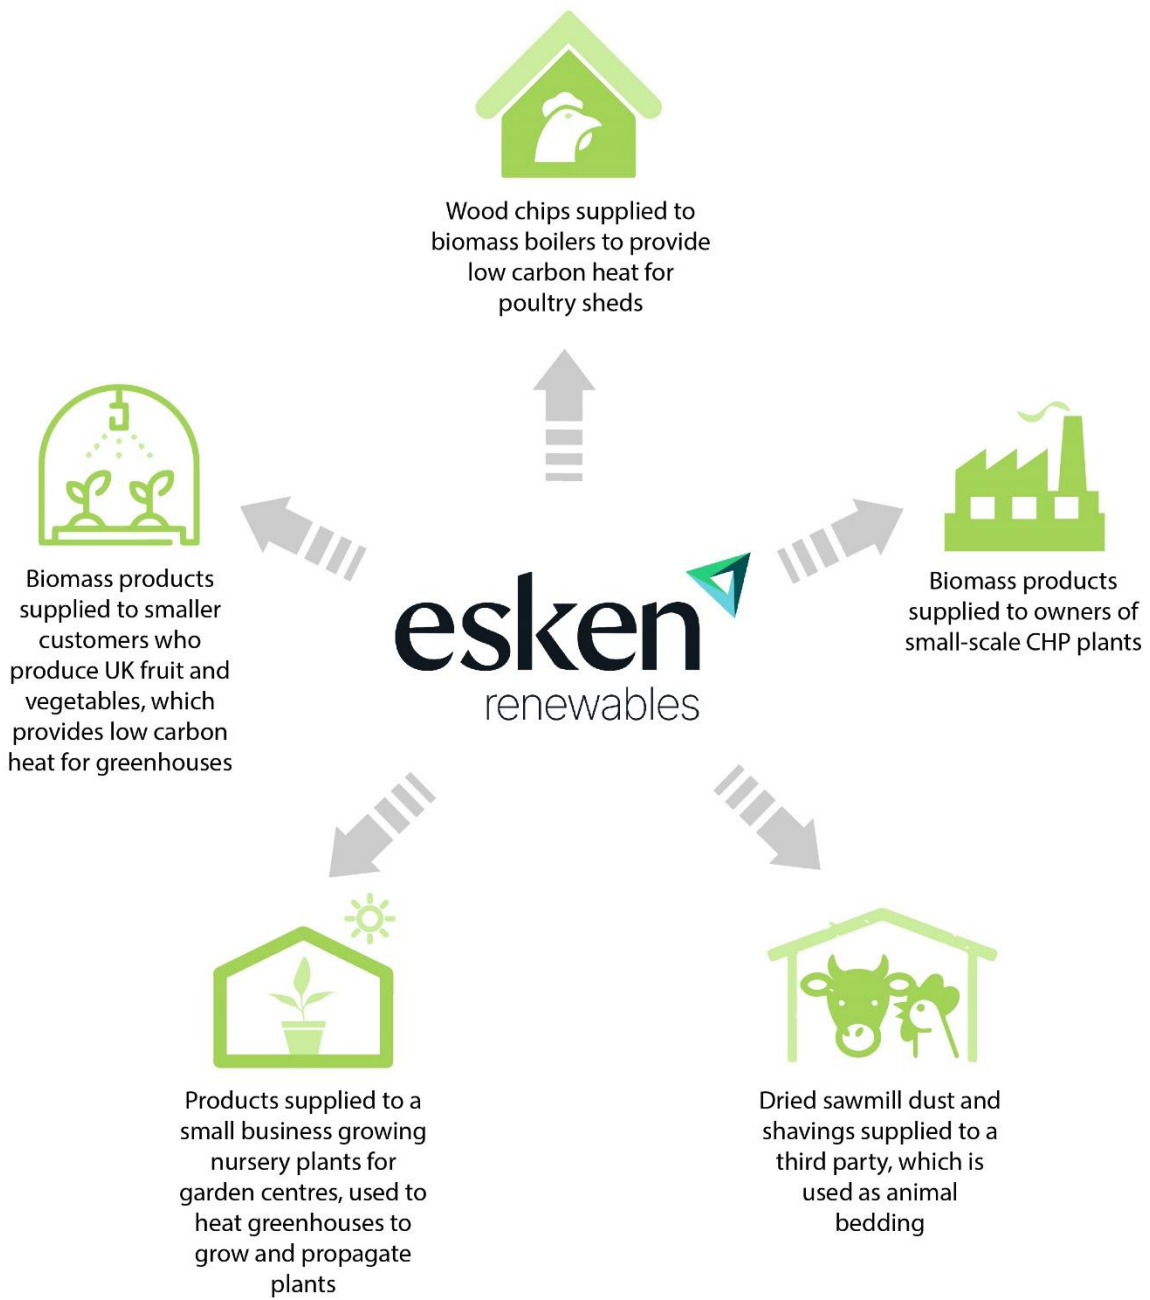 Wood chips supplied to
biomass boilers to provide
low carbon heat for
poultry sheds
Biomass products
supplied to smaller
customers who
produce UK fruit and
vegetables, which
provides low carbon
heat for greenhouses
esken
renewables
Biomass products
supplied to owners of
small-scale CHP plants
Products supplied to a
small business growing
nursery plants for
garden centres, used to
heat greenhouses to
grow and propagate
plants
Dried sawmill dust and
shavings supplied to a
third party, which is
used as animal
bedding